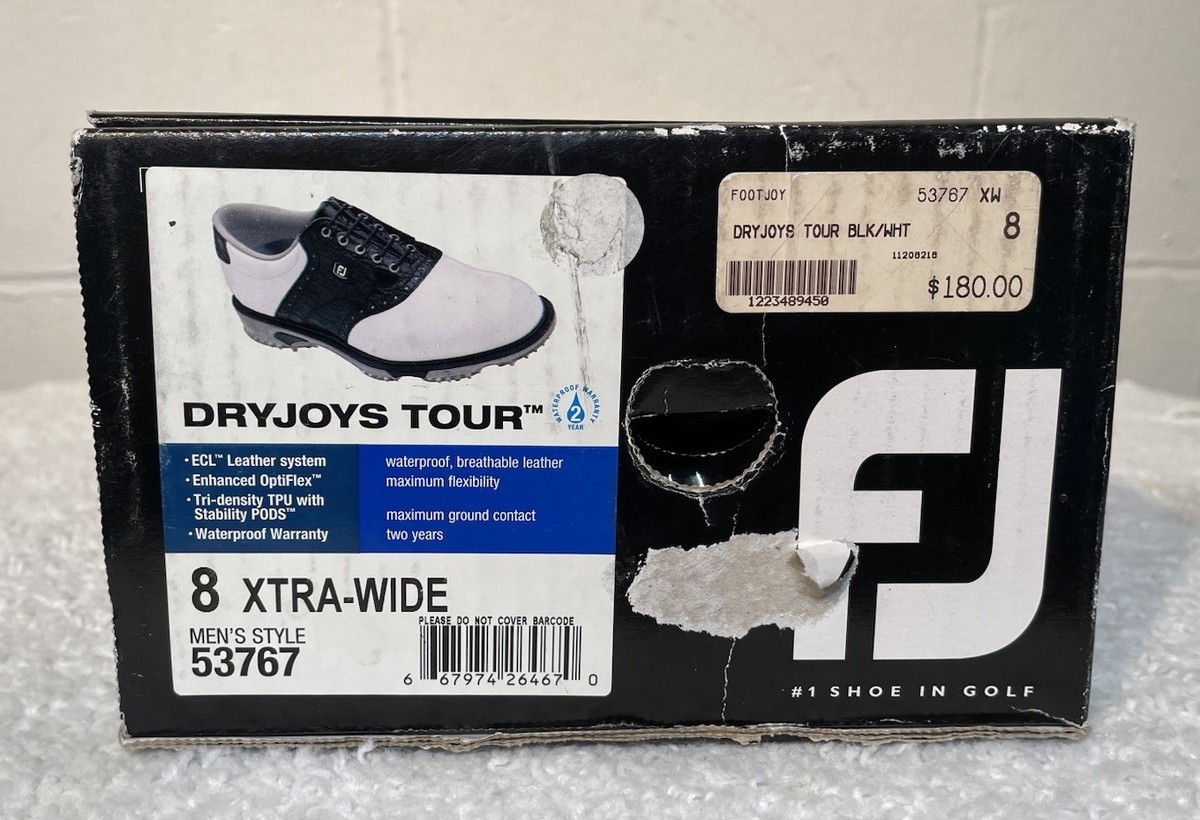 FJ
DRYJOYS TOUR™
WATERPROOF WARRANTY
2
YEAR
•ECL™ Leather system waterproof, breathable leather
•Enhanced OptiFlex™ maximum flexibility
•Tri-density TPU with
Stability PODS™ maximum ground contact
•Waterproof Warranty two years
8 XTRA-WIDE
MEN'S STYLE
53767
PLEASE DO NOT COVER BARCODE
6 67974 26467 0
FOOTJOY 53767 XW
DRYJOYS TOUR BLK/WHT 8
11208218
1223489450
$180.00
FJ
#1 SHOE IN GOLF